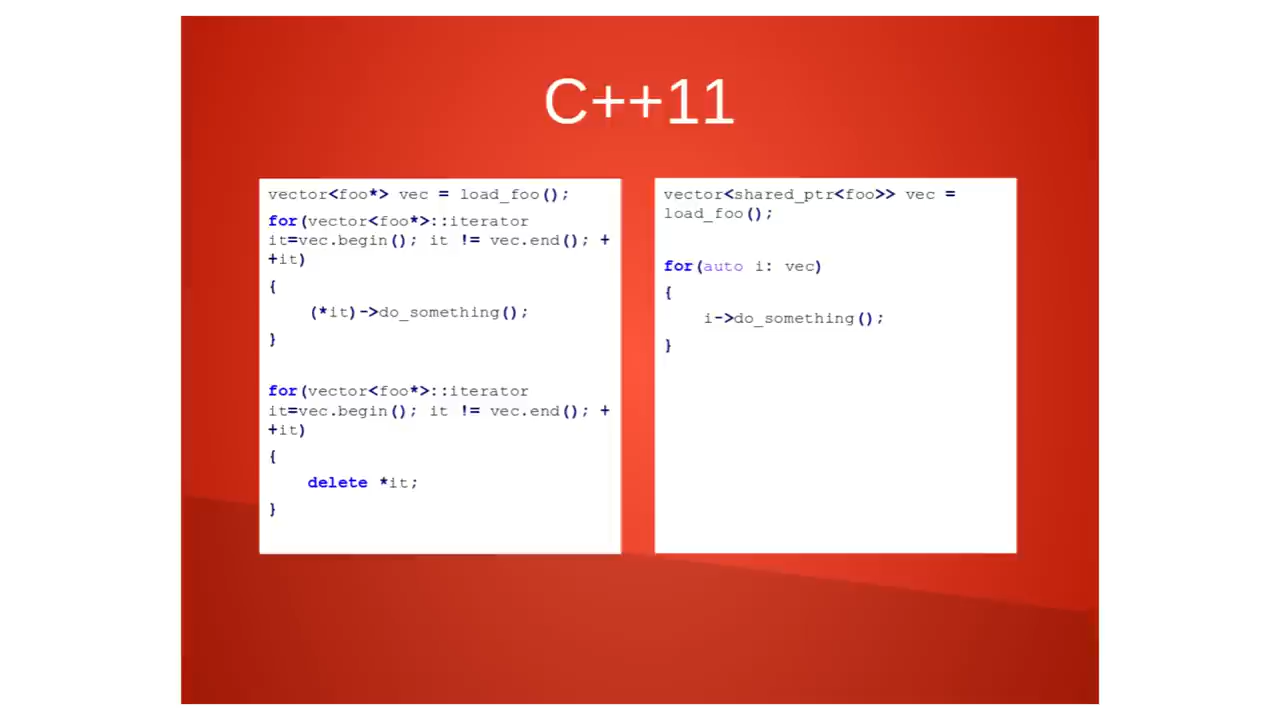 C++11
vector<foo*> vec = load_foo();
for(vector<foo*>::iterator
it=vec.begin(); it != vec.end(); +
+it)
{
    (*it)->do_something();
}
for(vector<foo*>::iterator
it=vec.begin(); it != vec.end(); +
+it)
{
    delete *it;
}
vector<shared_ptr<foo>> vec =
load_foo();
for(auto i: vec)
{
    i->do_something();
}